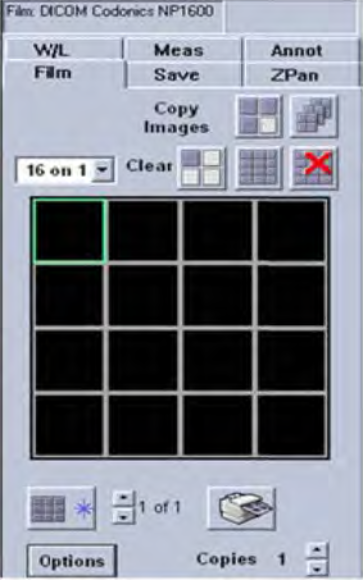 Film: DICOM Codonics NP1600
W/L Meas Annot
Film Save ZPan
Copy
Images
16 on 1 Clear
1 of 1
Options Copies 1